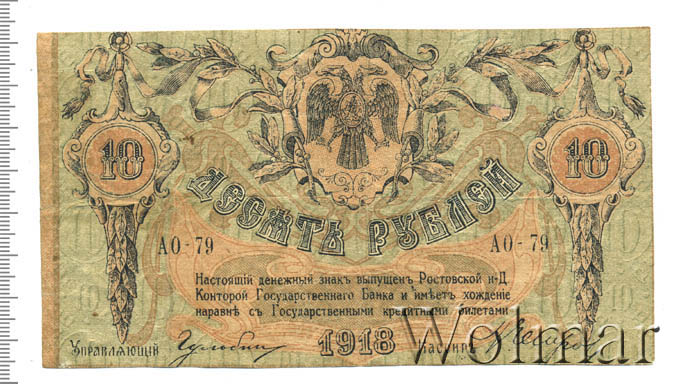 10 10
ДЕСЯТЬ РУБЛЕЙ
АО-79 АО-79
Настоящій денежный знакъ выпущенъ Ростовской н-Д.
Конторой Государственнаго Банка и имѣетъ хожденіе
наравнѣ съ Государственными кредитными билетами
Управляющій 1918 Кассиръ
Wolmar